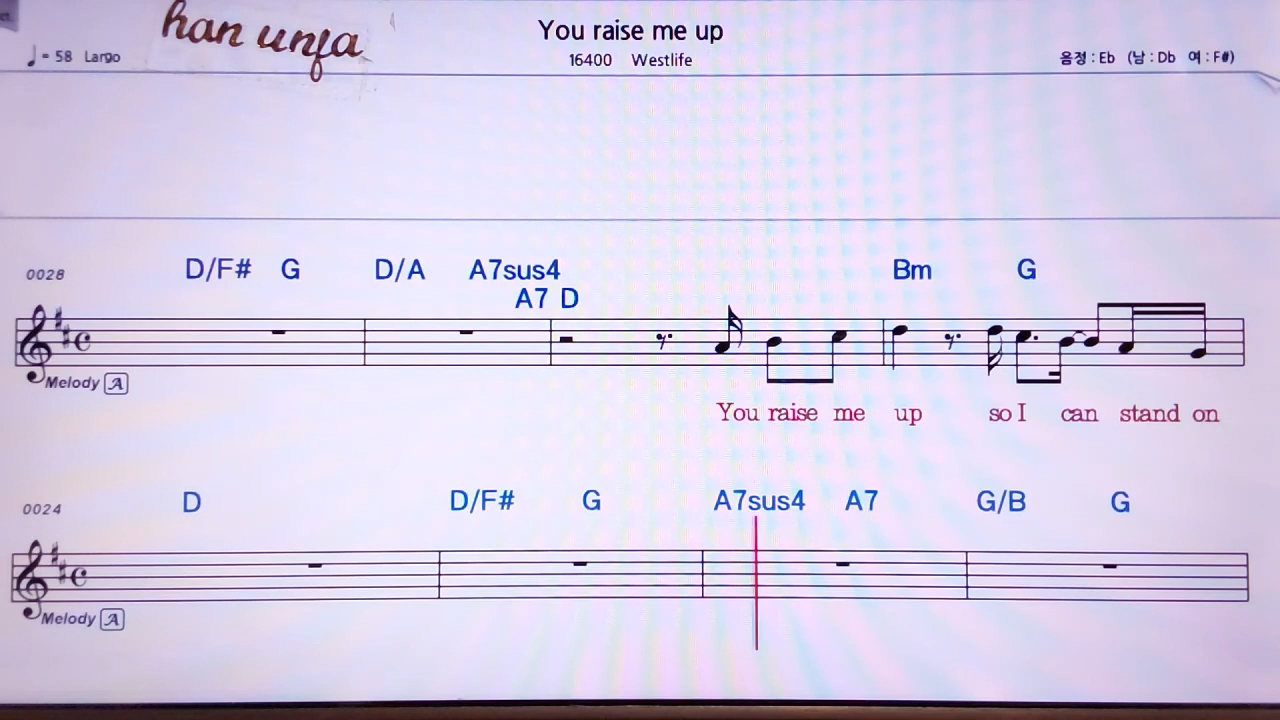 han unja
You raise me up
♩= 58 Largo
16400 Westlife
음정 : Eb (남 : Db 여 : F#)
0028 D/F# G D/A A7sus4 Bm G
A7 D
Melody A
You raise me up so I can stand on
0024 D D/F# G A7sus4 A7 G/B G
Melody A